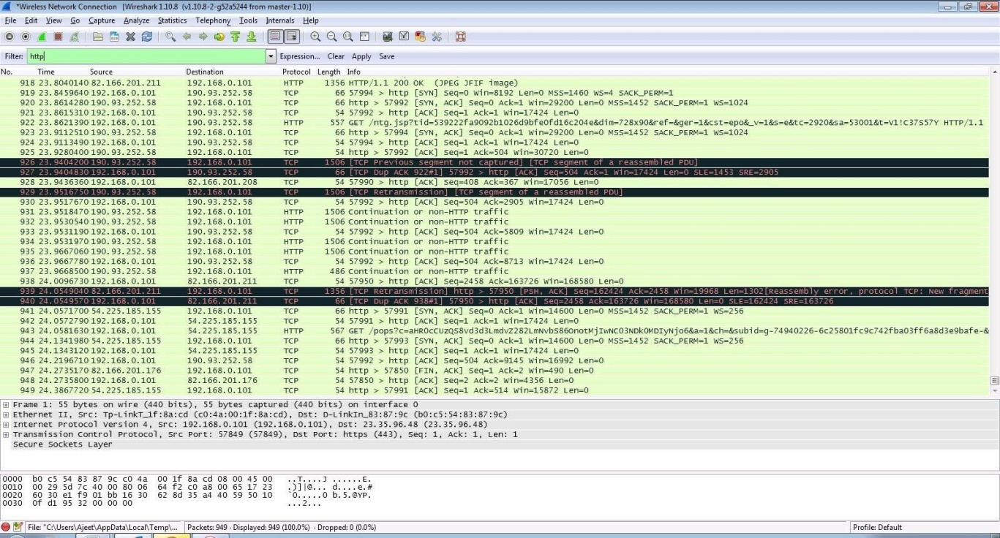 *Wireless Network Connection [Wireshark 1.10.8 (v1.10.8-2-g52a5244 from master-1.10)]
File Edit View Go Capture Analyze Statistics Telephony Tools Internals Help
Filter: http Expression... Clear Apply Save
No. Time Source Destination Protocol Length Info
918 23.8040140 82.166.201.211 192.168.0.101 HTTP 1356 HTTP/1.1 200 OK (JPEG JFIF image)
919 23.8459640 192.168.0.101 190.93.252.58 TCP 66 57994 > http [SYN] Seq=0 Win=8192 Len=0 MSS=1460 WS=4 SACK_PERM=1
920 23.8614280 190.93.252.58 192.168.0.101 TCP 66 http > 57992 [SYN, ACK] Seq=0 Ack=1 Win=29200 Len=0 MSS=1452 SACK_PERM=1 WS=1024
921 23.8615310 192.168.0.101 190.93.252.58 TCP 54 57992 > http [ACK] Seq=1 Ack=1 Win=17424 Len=0
922 23.8621390 192.168.0.101 190.93.252.58 HTTP 557 GET /ntg.jsp?tid=539222fa9092b1026d9bfe0fd16c204e&dim=728x90&ref=&ger=1&cst=epo&_v=1&s=e&tc=2920&sa=53001&t=V1!C37S57Y HTTP/1.1
923 23.9112510 190.93.252.58 192.168.0.101 TCP 66 http > 57994 [SYN, ACK] Seq=0 Ack=1 Win=29200 Len=0 MSS=1452 SACK_PERM=1 WS=1024
924 23.9113490 192.168.0.101 190.93.252.58 TCP 54 57994 > http [ACK] Seq=1 Ack=1 Win=17424 Len=0
925 23.9280400 190.93.252.58 192.168.0.101 TCP 54 http > 57992 [ACK] Seq=1 Ack=504 Win=30720 Len=0
926 23.9404200 190.93.252.58 192.168.0.101 TCP 1506 [TCP Previous segment not captured] [TCP segment of a reassembled PDU]
927 23.9404830 192.168.0.101 190.93.252.58 TCP 66 [TCP Dup ACK 922#1] 57992 > http [ACK] Seq=504 Ack=1 Win=17424 Len=0 SLE=1453 SRE=2905
928 23.9436360 192.168.0.101 82.166.201.208 TCP 54 57990 > http [ACK] Seq=408 Ack=367 Win=17056 Len=0
929 23.9516750 190.93.252.58 192.168.0.101 TCP 1506 [TCP Retransmission] [TCP segment of a reassembled PDU]
930 23.9517670 192.168.0.101 190.93.252.58 TCP 54 57992 > http [ACK] Seq=504 Ack=2905 Win=17424 Len=0
931 23.9518470 190.93.252.58 192.168.0.101 HTTP 1506 Continuation or non-HTTP traffic
932 23.9530540 190.93.252.58 192.168.0.101 HTTP 1506 Continuation or non-HTTP traffic
933 23.9531190 192.168.0.101 190.93.252.58 TCP 54 57992 > http [ACK] Seq=504 Ack=5809 Win=17424 Len=0
934 23.9531970 190.93.252.58 192.168.0.101 HTTP 1506 Continuation or non-HTTP traffic
935 23.9667060 190.93.252.58 192.168.0.101 HTTP 1506 Continuation or non-HTTP traffic
936 23.9667780 192.168.0.101 190.93.252.58 TCP 54 57992 > http [ACK] Seq=504 Ack=8713 Win=17424 Len=0
937 23.9668500 190.93.252.58 192.168.0.101 HTTP 486 Continuation or non-HTTP traffic
938 24.0096730 192.168.0.101 82.166.201.211 TCP 54 57950 > http [ACK] Seq=2458 Ack=163726 Win=168580 Len=0
939 24.0549040 82.166.201.211 192.168.0.101 TCP 1356 [TCP Retransmission] http > 57950 [PSH, ACK] Seq=162424 Ack=2458 Win=19968 Len=1302[Reassembly error, protocol TCP: New fragment
940 24.0549570 192.168.0.101 82.166.201.211 TCP 66 [TCP Dup ACK 938#1] 57950 > http [ACK] Seq=2458 Ack=163726 Win=168580 Len=0 SLE=162424 SRE=163726
941 24.0571700 54.225.185.155 192.168.0.101 TCP 66 http > 57991 [SYN, ACK] Seq=0 Ack=1 Win=14600 Len=0 MSS=1452 SACK_PERM=1 WS=256
942 24.0572790 192.168.0.101 54.225.185.155 TCP 54 57991 > http [ACK] Seq=1 Ack=1 Win=17424 Len=0
943 24.0581630 192.168.0.101 54.225.185.155 HTTP 567 GET /pops?c=aHR0cCUzQS8vd3d3LmdvZ282LmNvbS86OnotMjIwNC03NDk0MDIyNjo6&a=1&ch=&subid=g-74940226-6c25801fc9c742fba03ff6a8d3e9bafe-&
944 24.1341980 54.225.185.155 192.168.0.101 TCP 66 http > 57993 [SYN, ACK] Seq=0 Ack=1 Win=14600 Len=0 MSS=1452 SACK_PERM=1 WS=256
945 24.1343120 192.168.0.101 54.225.185.155 TCP 54 57993 > http [ACK] Seq=1 Ack=1 Win=17424 Len=0
946 24.2196710 192.168.0.101 190.93.252.58 TCP 54 57992 > http [ACK] Seq=504 Ack=9145 Win=16992 Len=0
947 24.2735170 82.166.201.176 192.168.0.101 TCP 54 http > 57850 [FIN, ACK] Seq=1 Ack=2 Win=490 Len=0
948 24.2735800 192.168.0.101 82.166.201.176 TCP 54 57850 > http [ACK] Seq=2 Ack=2 Win=4356 Len=0
949 24.3867720 54.225.185.155 192.168.0.101 TCP 54 http > 57991 [ACK] Seq=1 Ack=514 Win=15872 Len=0
Frame 1: 55 bytes on wire (440 bits), 55 bytes captured (440 bits) on interface 0
Ethernet II, Src: Tp-LinkT_1f:8a:cd (c0:4a:00:1f:8a:cd), Dst: D-LinkIn_83:87:9c (b0:c5:54:83:87:9c)
Internet Protocol Version 4, Src: 192.168.0.101 (192.168.0.101), Dst: 23.35.96.48 (23.35.96.48)
Transmission Control Protocol, Src Port: 57849 (57849), Dst Port: https (443), Seq: 1, Ack: 1, Len: 1
Secure Sockets Layer
0000 b0 c5 54 83 87 9c c0 4a 00 1f 8a cd 08 00 45 00 ..T....J ......E.
0010 00 29 5d 7c 40 00 80 06 64 f2 c0 a8 00 65 17 23 .)]|@... d....e.#
0020 60 30 e1 f9 01 bb 16 30 62 8d 35 a4 40 59 50 10 `0.....0 b.5.@YP.
0030 0f d1 95 32 00 00 00 ...2...
File: "C:\Users\Ajeet\AppData\Local\Temp\... Packets: 949 · Displayed: 949 (100.0%) · Dropped: 0 (0.0%) Profile: Default